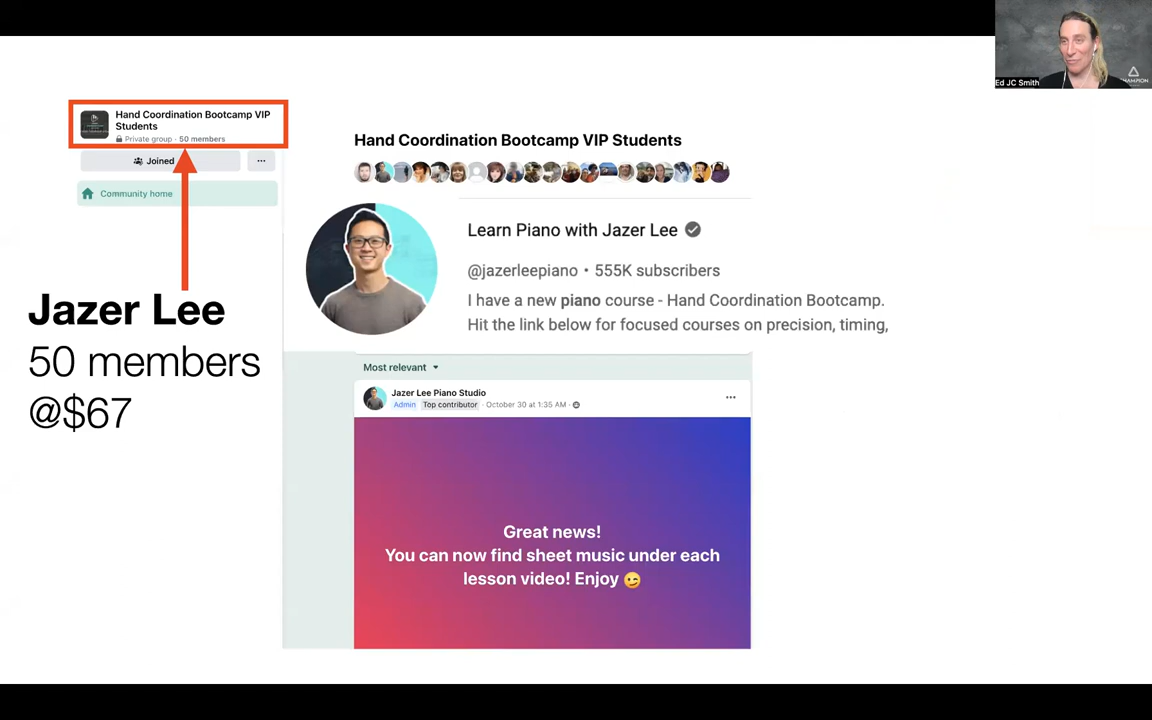 Ed JC Smith
Hand Coordination Bootcamp VIP
Students
Private group · 50 members
Joined
...
Community home
Jazer Lee
50 members
@$67
Hand Coordination Bootcamp VIP Students
Learn Piano with Jazer Lee
@jazerleepiano • 555K subscribers
I have a new piano course - Hand Coordination Bootcamp.
Hit the link below for focused courses on precision, timing,
Most relevant
Jazer Lee Piano Studio
Admin Top contributor · October 30 at 1:35 AM ·
...
Great news!
You can now find sheet music under each
lesson video! Enjoy 😉